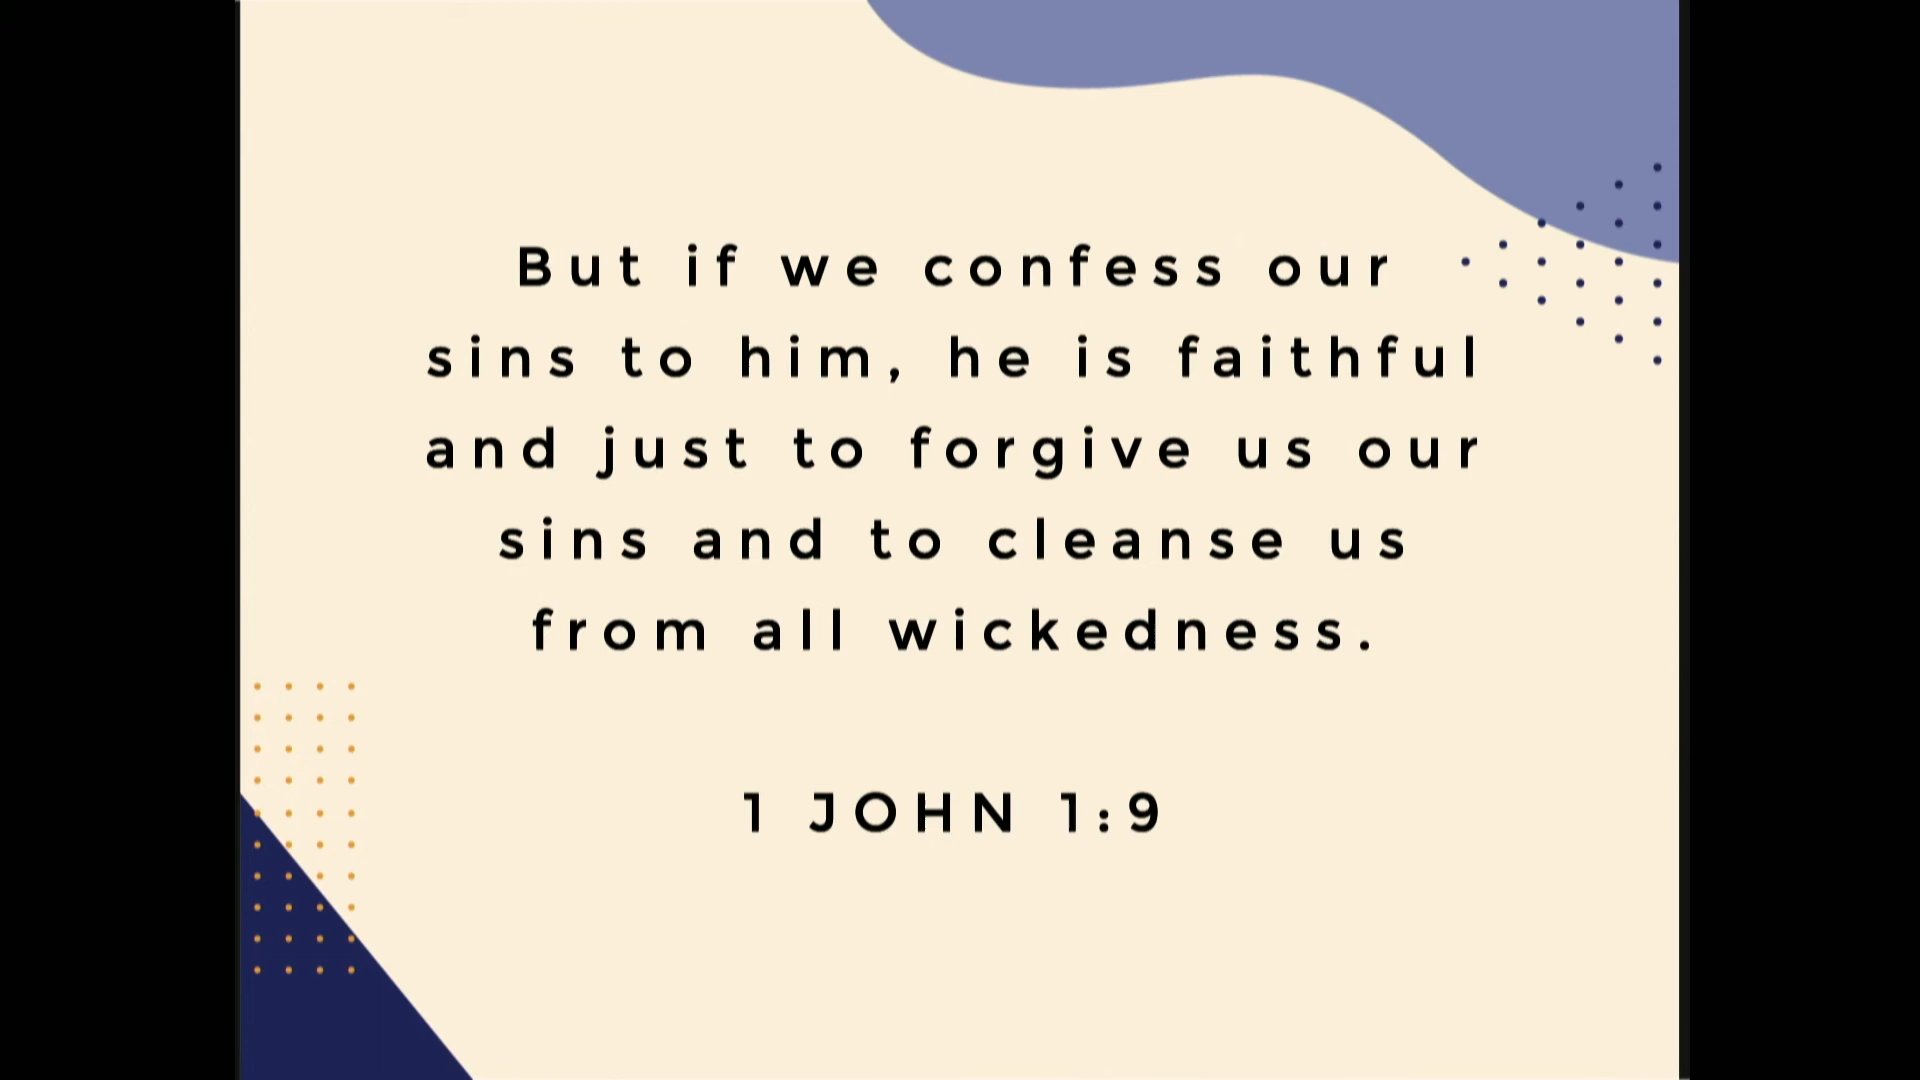 But if we confess our
sins to him, he is faithful
and just to forgive us our
sins and to cleanse us
from all wickedness.
1 JOHN 1:9